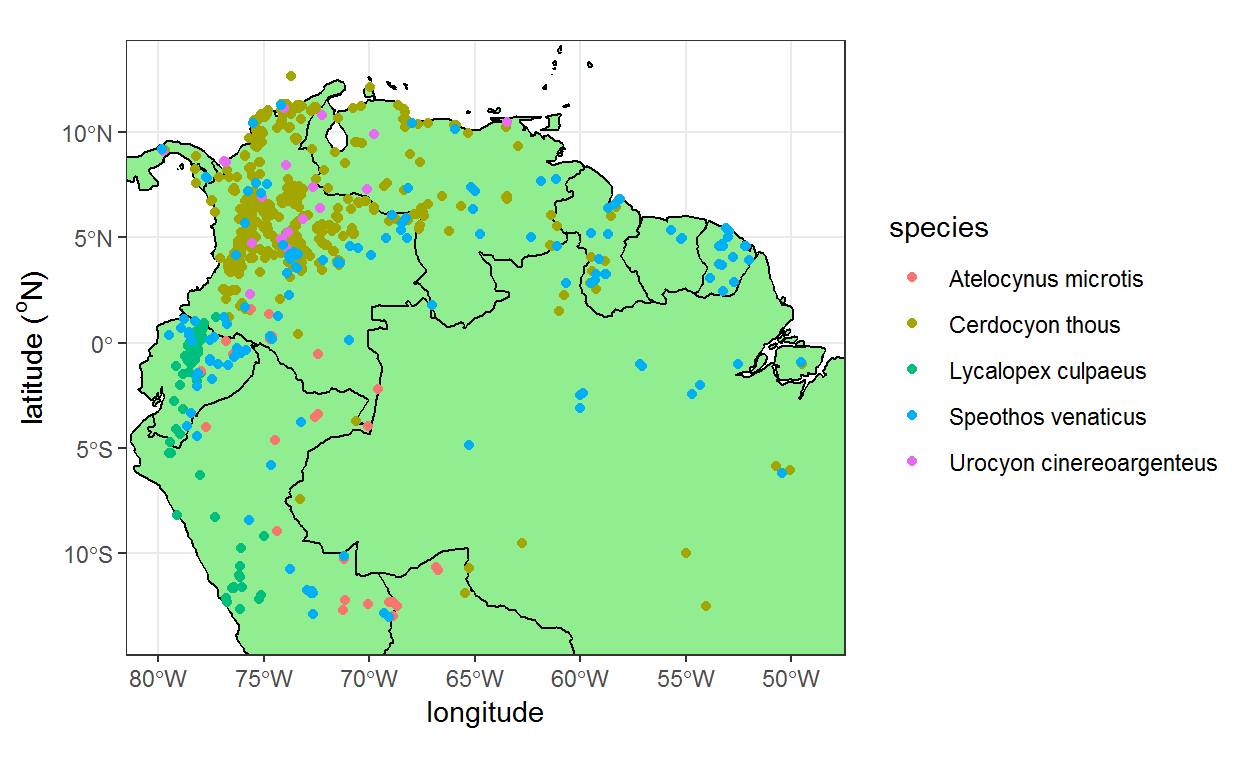 species
Atelocynus microtis
Cerdocyon thous
Lycalopex culpaeus
Speothos venaticus
Urocyon cinereoargenteus
latitude (°N)
10°N
5°N
0°
5°S
10°S
80°W 75°W 70°W 65°W 60°W 55°W 50°W
longitude